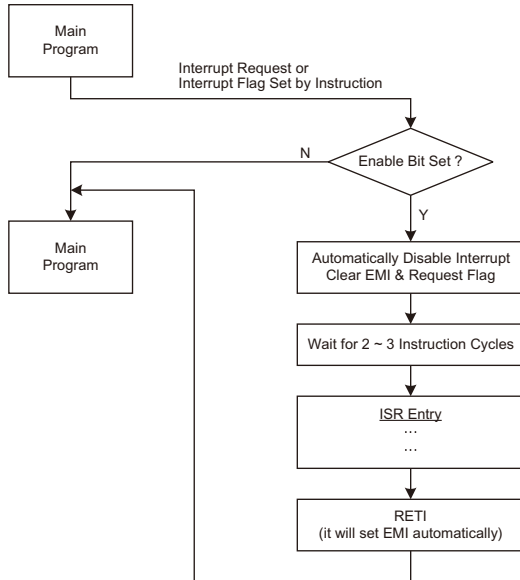 Main
Program
Interrupt Request or
Interrupt Flag Set by Instruction
N
Enable Bit Set ?
Y
Main
Program
Automatically Disable Interrupt
Clear EMI & Request Flag
Wait for 2 ~ 3 Instruction Cycles
ISR Entry
...
...
RETI
(it will set EMI automatically)